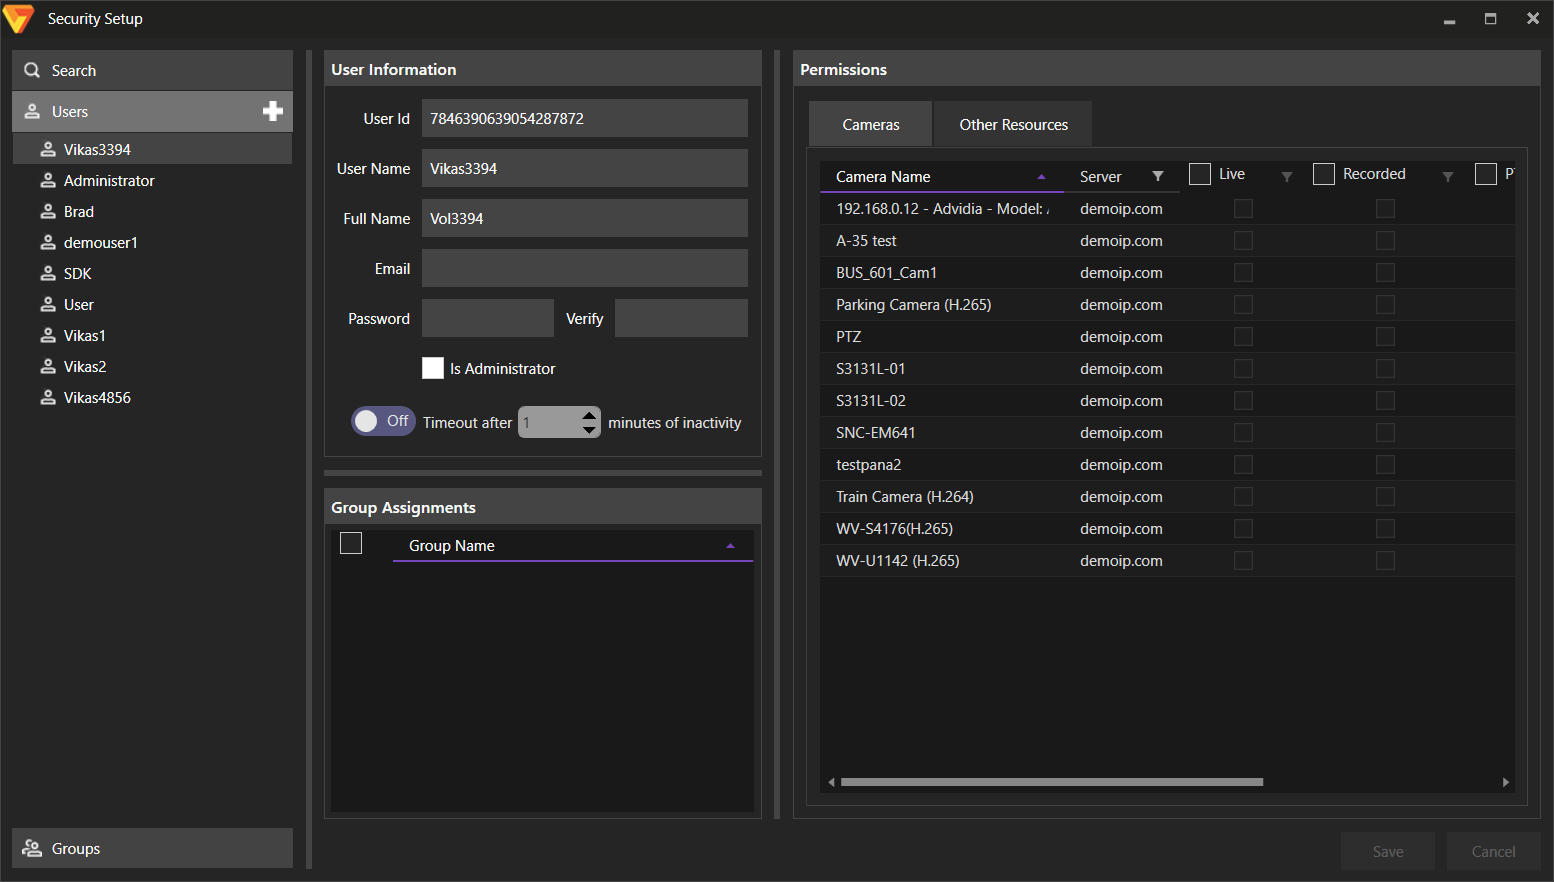 Security Setup
Search
Users
Vikas3394
Administrator
Brad
demouser1
SDK
User
Vikas1
Vikas2
Vikas4856
Groups
User Information
User Id 7846390639054287872
User Name Vikas3394
Full Name Vol3394
Email
Password Verify
Is Administrator
Off Timeout after 1 minutes of inactivity
Group Assignments
Group Name
Permissions
Cameras Other Resources
Camera Name Server Live Recorded
192.168.0.12 - Advidia - Model: demoip.com
A-35 test demoip.com
BUS_601_Cam1 demoip.com
Parking Camera (H.265) demoip.com
PTZ demoip.com
S3131L-01 demoip.com
S3131L-02 demoip.com
SNC-EM641 demoip.com
testpana2 demoip.com
Train Camera (H.264) demoip.com
WV-S4176(H.265) demoip.com
WV-U1142 (H.265) demoip.com
Save Cancel